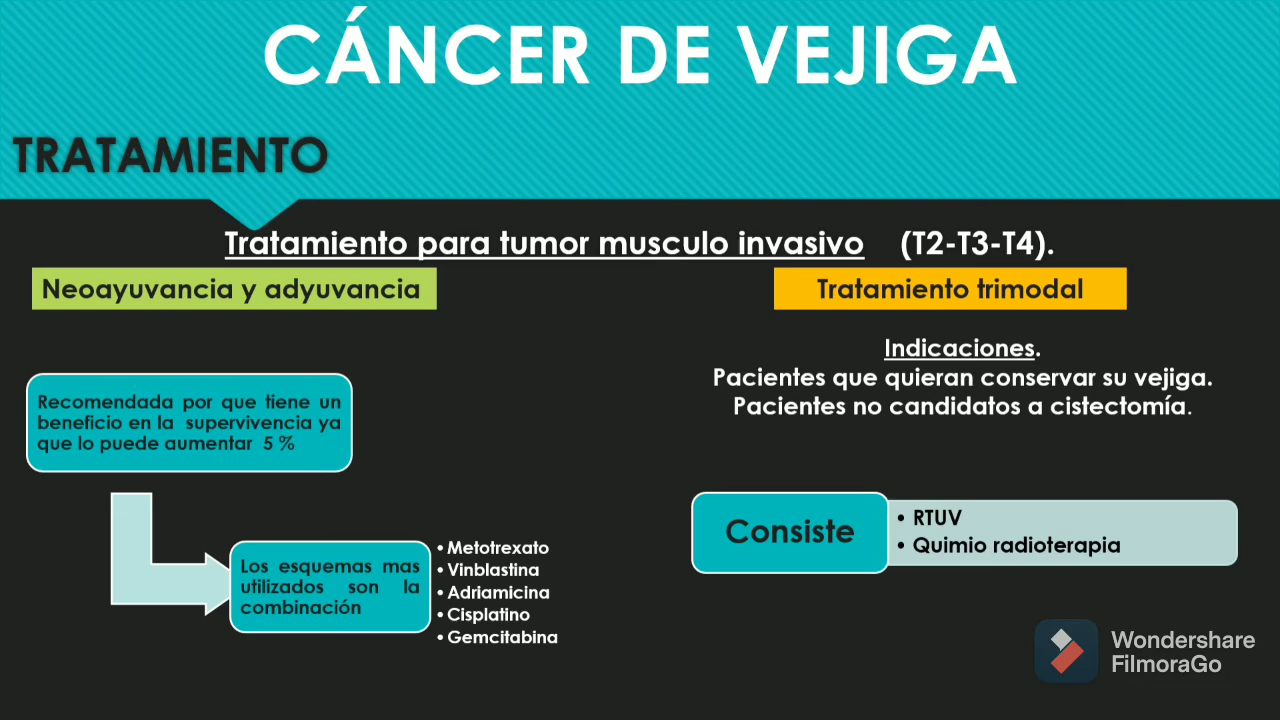 CÁNCER DE VEJIGA
TRATAMIENTO
Tratamiento para tumor musculo invasivo (T2-T3-T4).
Neoayuvancia y adyuvancia
Recomendada por que tiene un
beneficio en la supervivencia ya
que lo puede aumentar 5 %
Los esquemas mas
utilizados son la
combinación
• Metotrexato
• Vinblastina
• Adriamicina
• Cisplatino
• Gemcitabina
Tratamiento trimodal
Indicaciones.
Pacientes que quieran conservar su vejiga.
Pacientes no candidatos a cistectomía.
Consiste
• RTUV
• Quimio radioterapia
Wondershare
FilmoraGo